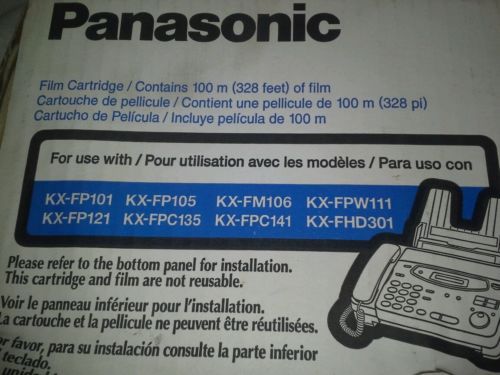 Panasonic
Film Cartridge / Contains 100 m (328 feet) of film
Cartouche de pellicule / Contient une pellicule de 100 m (328 pi)
Cartucho de Película / Incluye película de 100 m
For use with / Pour utilisation avec les modèles / Para uso con
KX-FP101 KX-FP105 KX-FM106 KX-FPW111
KX-FP121 KX-FPC135 KX-FPC141 KX-FHD301
Please refer to the bottom panel for installation.
This cartridge and film are not reusable.
Voir le panneau inférieur pour l'installation.
La cartouche et la pellicule ne peuvent être réutilisées.
or favor, para su instalación consulte la parte inferior
teclado.